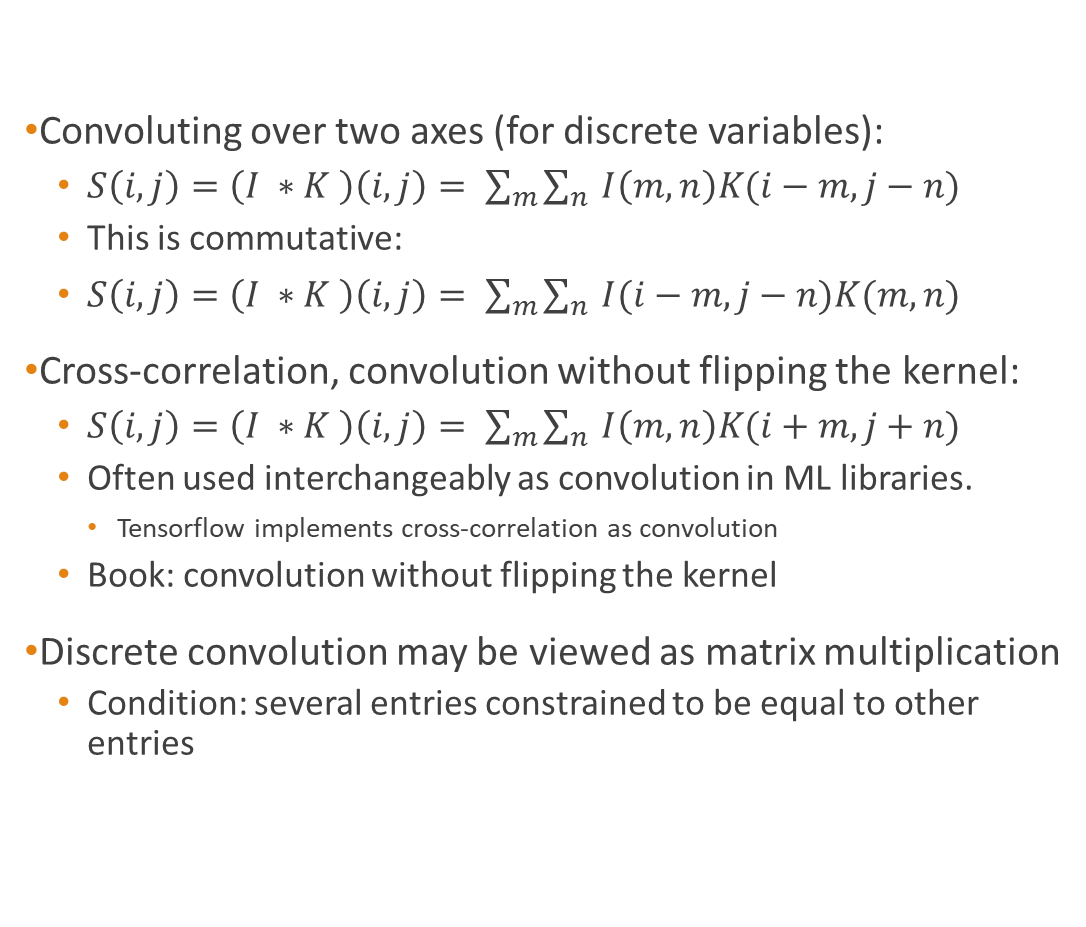 •Convoluting over two axes (for discrete variables):
• S(i,j) = (I ∗ K )(i,j) = ∑m∑n I(m,n)K(i − m,j − n)
• This is commutative:
• S(i,j) = (I ∗ K )(i,j) = ∑m∑n I(i − m,j − n)K(m,n)
•Cross-correlation, convolution without flipping the kernel:
• S(i,j) = (I ∗ K )(i,j) = ∑m∑n I(m,n)K(i + m,j + n)
• Often used interchangeably as convolution in ML libraries.
• Tensorflow implements cross-correlation as convolution
• Book: convolution without flipping the kernel
•Discrete convolution may be viewed as matrix multiplication
• Condition: several entries constrained to be equal to other
entries